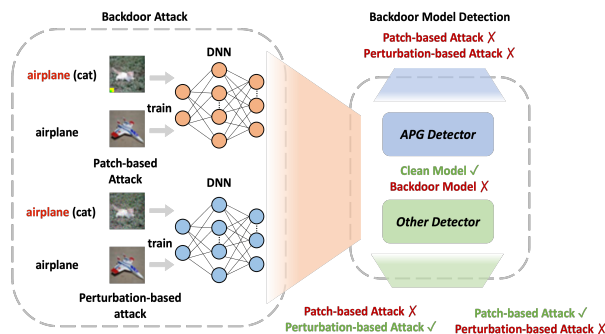 Backdoor Attack
DNN
airplane (cat)
train
airplane
Patch-based
Attack
DNN
airplane (cat)
train
airplane
Perturbation-based
attack
Backdoor Model Detection
Patch-based Attack ✗
Perturbation-based Attack ✗
APG Detector
Clean Model ✓
Backdoor Model ✗
Other Detector
Patch-based Attack ✗
Perturbation-based Attack ✓
Patch-based Attack ✓
Perturbation-based Attack ✗